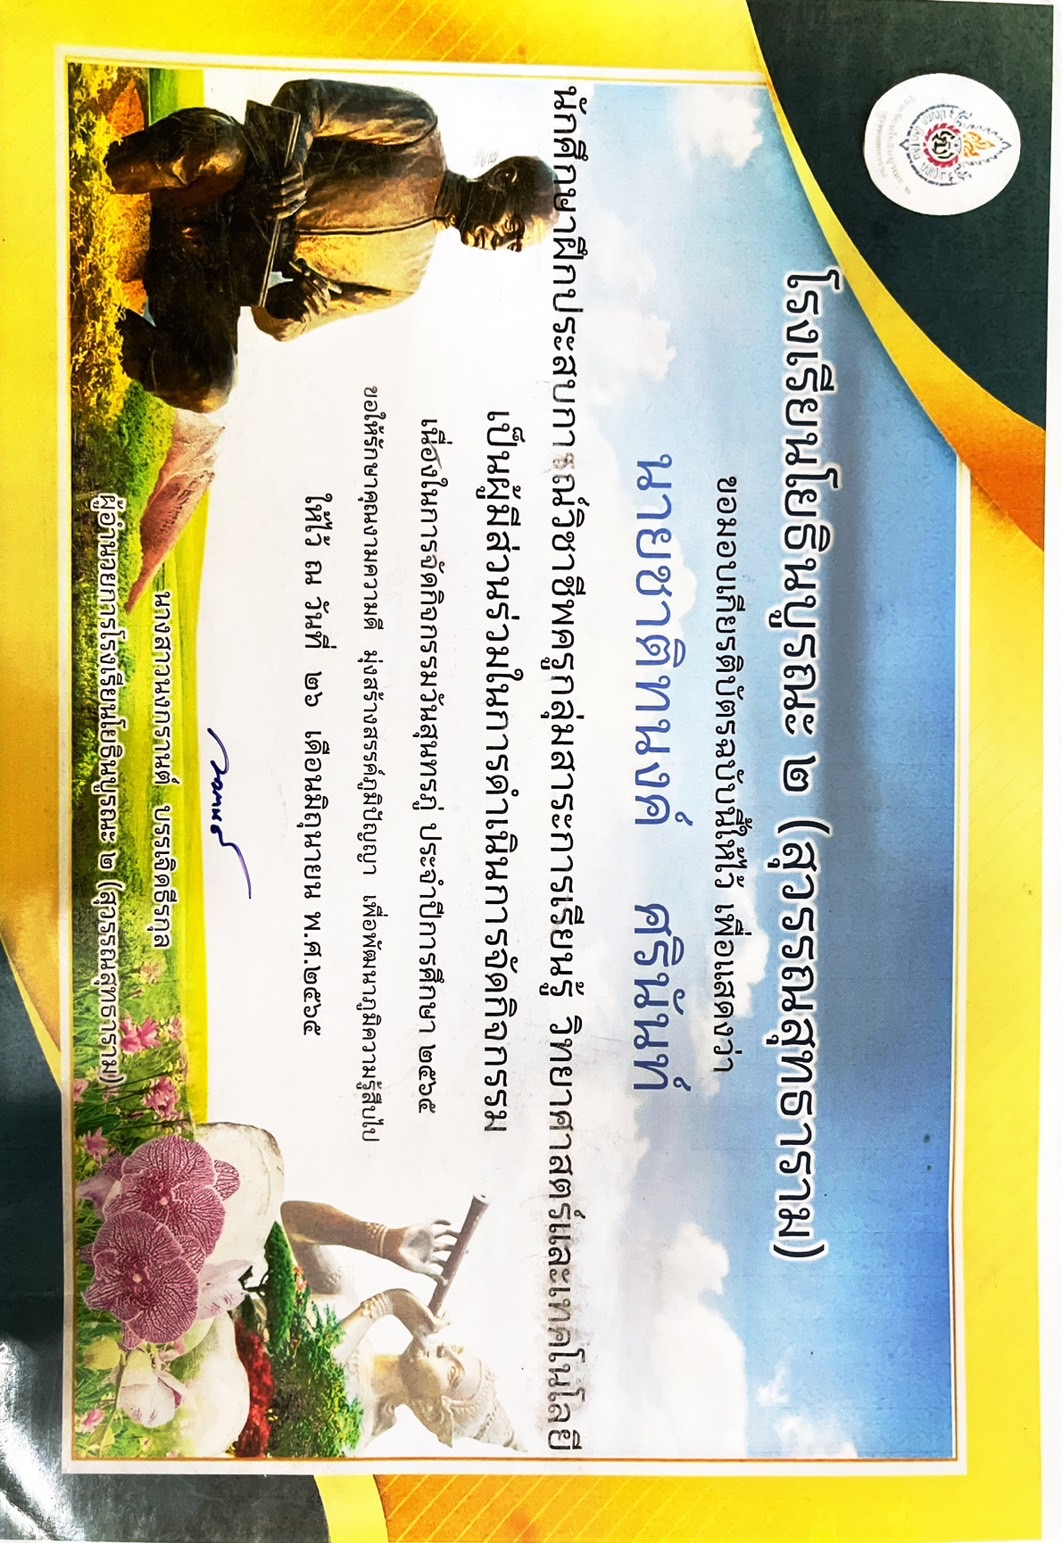 โรงเรียนโยธินบูรณะ ๒ (สุวรรณสุทธาราม)
ขอมอบเกียรติบัตรฉบับนี้ให้ไว้ เพื่อแสดงว่า
นายชาติทนงค์ ศรินันท์
นักศึกษาฝึกประสบการณ์วิชาชีพครูกลุ่มสาระการเรียนรู้ วิทยาศาสตร์และเทคโนโลยี
เป็นผู้มีส่วนร่วมในการดำเนินการจัดกิจกรรม
เนื่องในการจัดกิจกรรมวันสุนทรภู่ ประจำปีการศึกษา ๒๕๖๕
ขอให้รักษาคุณงามความดี มุ่งสร้างสรรค์ภูมิปัญญา เพื่อพัฒนาภูมิความรู้สืบไป
ให้ไว้ ณ วันที่ ๒๖ เดือนมิถุนายน พ.ศ.๒๕๖๕
นางสาวนงกรานต์ บรรเจิดธีรกุล
ผู้อำนวยการโรงเรียนโยธินบูรณะ ๒ (สุวรรณสุทธาราม)